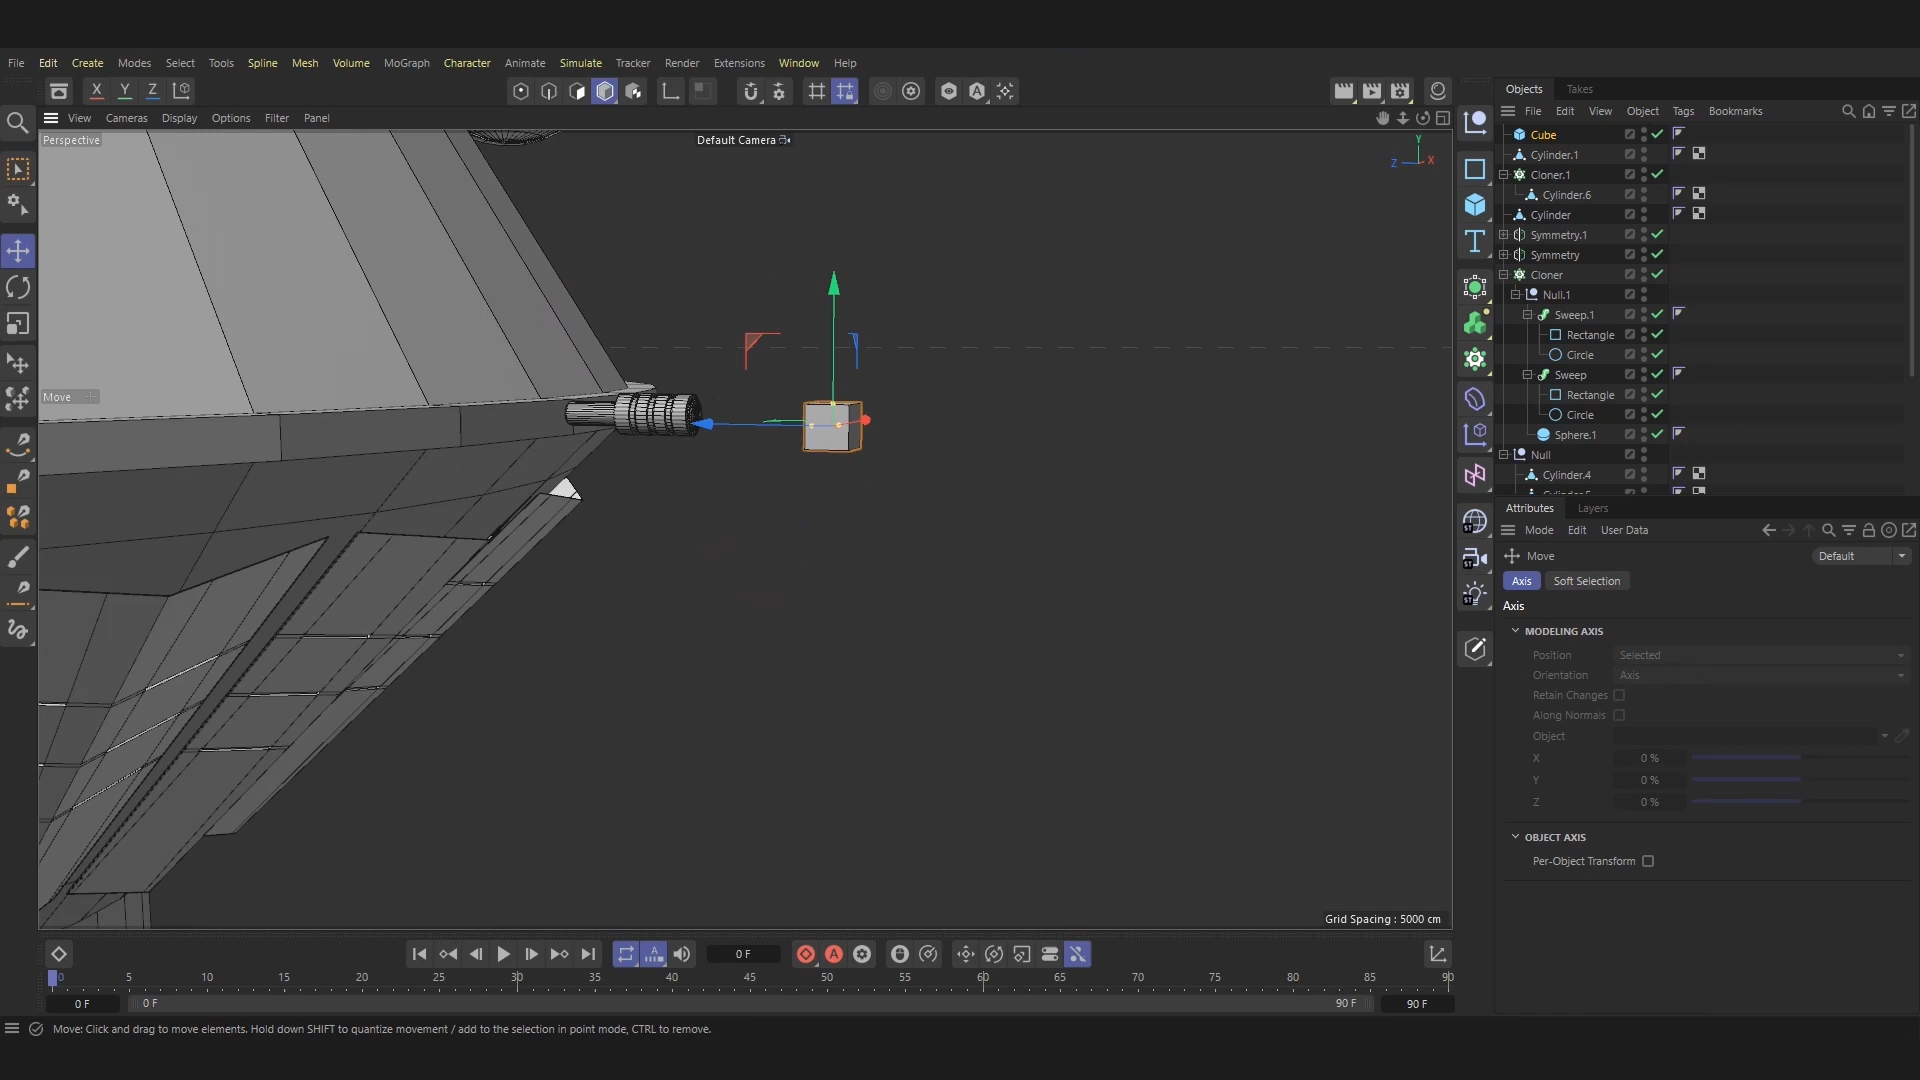 File Edit Create Modes Select Tools Spline Mesh Volume MoGraph Character Animate Simulate Tracker Render Extensions Window Help
X Y Z
View Cameras Display Options Filter Panel
Perspective
Default Camera
Y
Z X
Move
Grid Spacing : 5000 cm
Objects Takes
File Edit View Object Tags Bookmarks
Cube
Cylinder.1
Cloner.1
Cylinder.6
Cylinder
Symmetry.1
Symmetry
Cloner
Null.1
Sweep.1
Rectangle
Circle
Sweep
Rectangle
Circle
Sphere.1
Null
Cylinder.4
Cylinder.5
Attributes Layers
Mode Edit User Data
Move Default
Axis Soft Selection
Axis
MODELING AXIS
Position Selected
Orientation Axis
Retain Changes
Along Normals
Object
X 0 %
Y 0 %
Z 0 %
OBJECT AXIS
Per-Object Transform
0 F
0 5 10 15 20 25 30 35 40 45 50 55 60 65 70 75 80 85 90
0 F 0 F 90 F 90 F
Move: Click and drag to move elements. Hold down SHIFT to quantize movement / add to the selection in point mode, CTRL to remove.